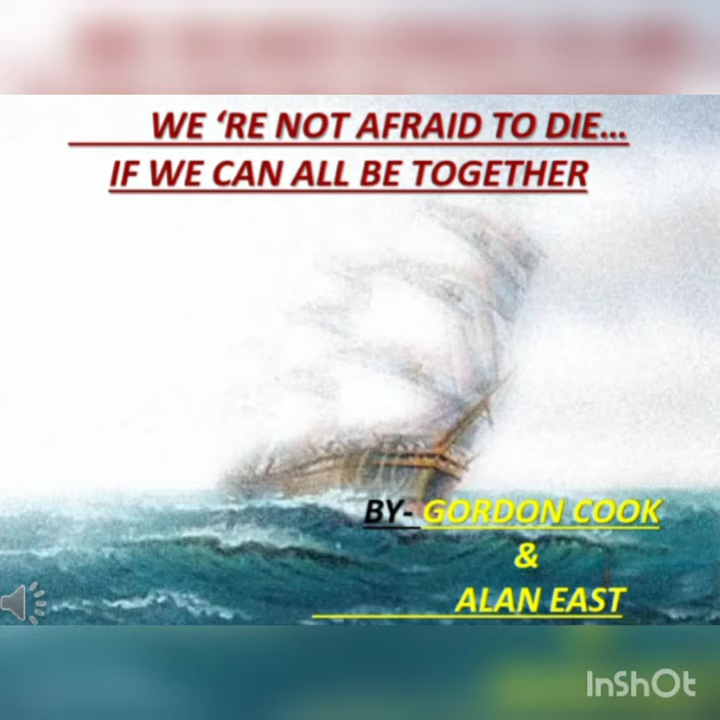 WE ‘RE NOT AFRAID TO DIE...
IF WE CAN ALL BE TOGETHER
BY- GORDON COOK
&
ALAN EAST
InShOt